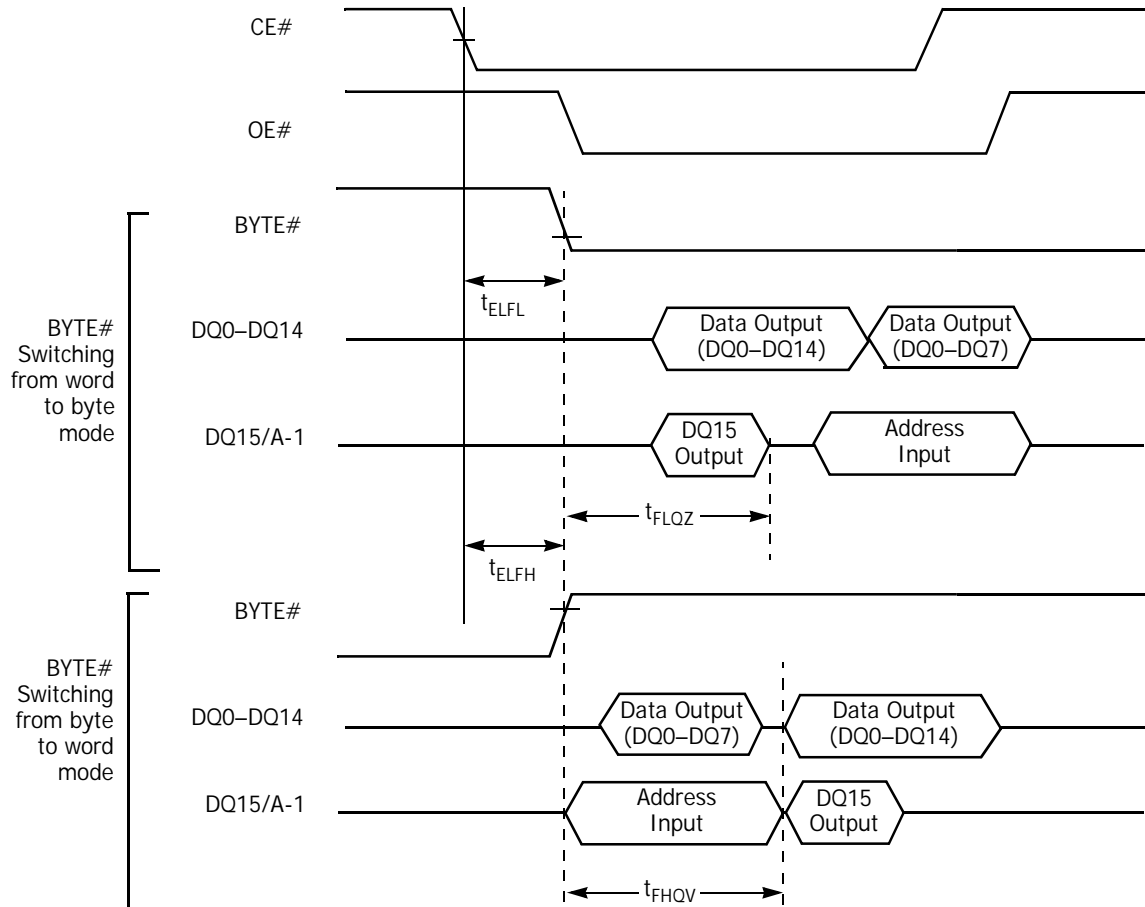 CE#
OE#
BYTE#
BYTE#
Switching
from word
to byte
mode
tELFL
DQ0–DQ14
Data Output
(DQ0–DQ14)
Data Output
(DQ0–DQ7)
DQ15/A-1
DQ15
Output
Address
Input
tFLQZ
tELFH
BYTE#
BYTE#
Switching
from byte
to word
mode
DQ0–DQ14
Data Output
(DQ0–DQ7)
Data Output
(DQ0–DQ14)
DQ15/A-1
Address
Input
DQ15
Output
tFHQV